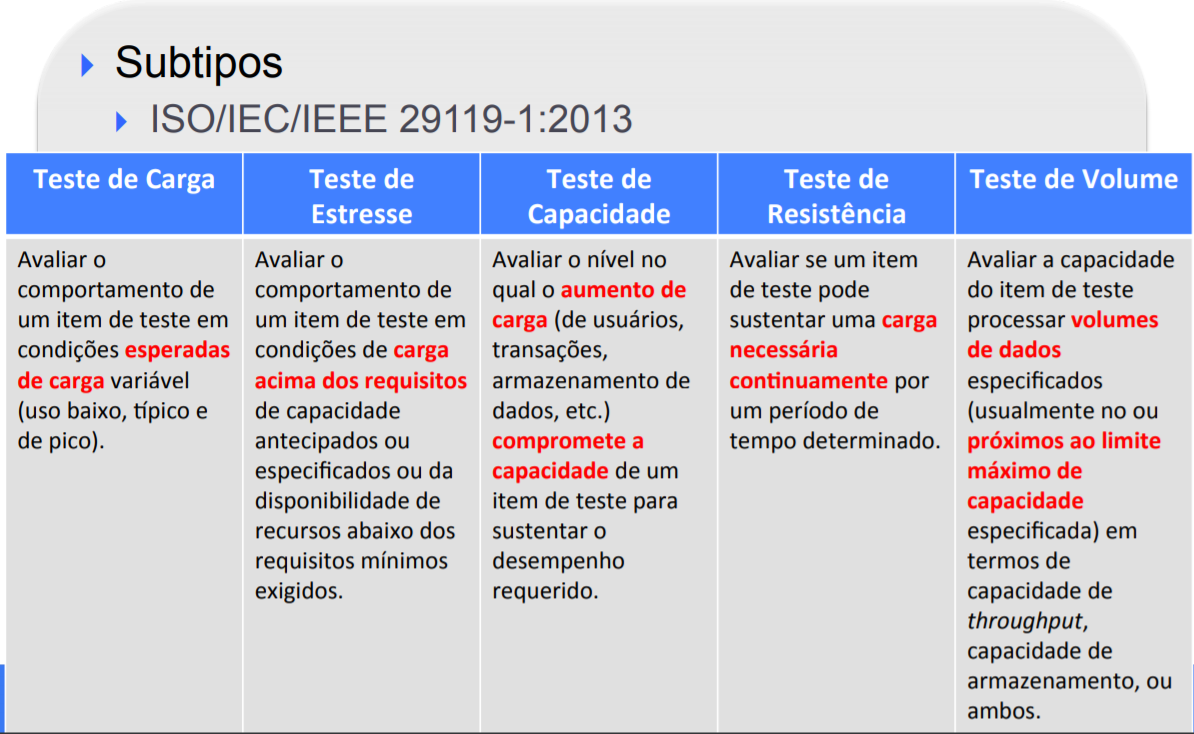 Subtipos
ISO/IEC/IEEE 29119-1:2013
Teste de Carga
Avaliar o
comportamento de
um item de teste em
condições esperadas
de carga variável
(uso baixo, típico e
de pico).
Teste de
Estresse
Avaliar o
comportamento de
um item de teste em
condições de carga
acima dos requisitos
de capacidade
antecipados ou
especificados ou da
disponibilidade de
recursos abaixo dos
requisitos mínimos
exigidos.
Teste de
Capacidade
Avaliar o nível no
qual o aumento de
carga (de usuários,
transações,
armazenamento de
dados, etc.)
compromete a
capacidade de um
item de teste para
sustentar o
desempenho
requerido.
Teste de
Resistência
Avaliar se um item
de teste pode
sustentar uma carga
necessária
continuamente por
um período de
tempo determinado.
Teste de Volume
Avaliar a capacidade
do item de teste
processar volumes
de dados
especificados
(usualmente no ou
próximos ao limite
máximo de
capacidade
especificada) em
termos de
capacidade de
throughput,
capacidade de
armazenamento, ou
ambos.